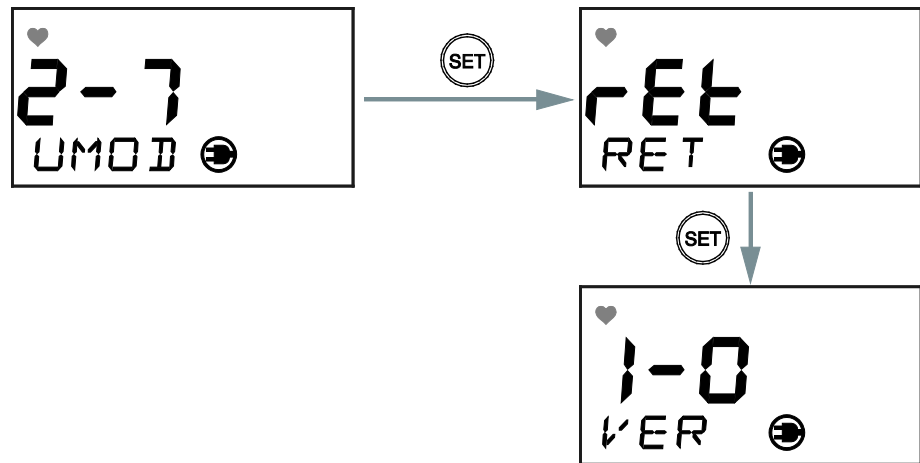 2-7
UMOD
SET
rEt
RET
SET
1-0
VER